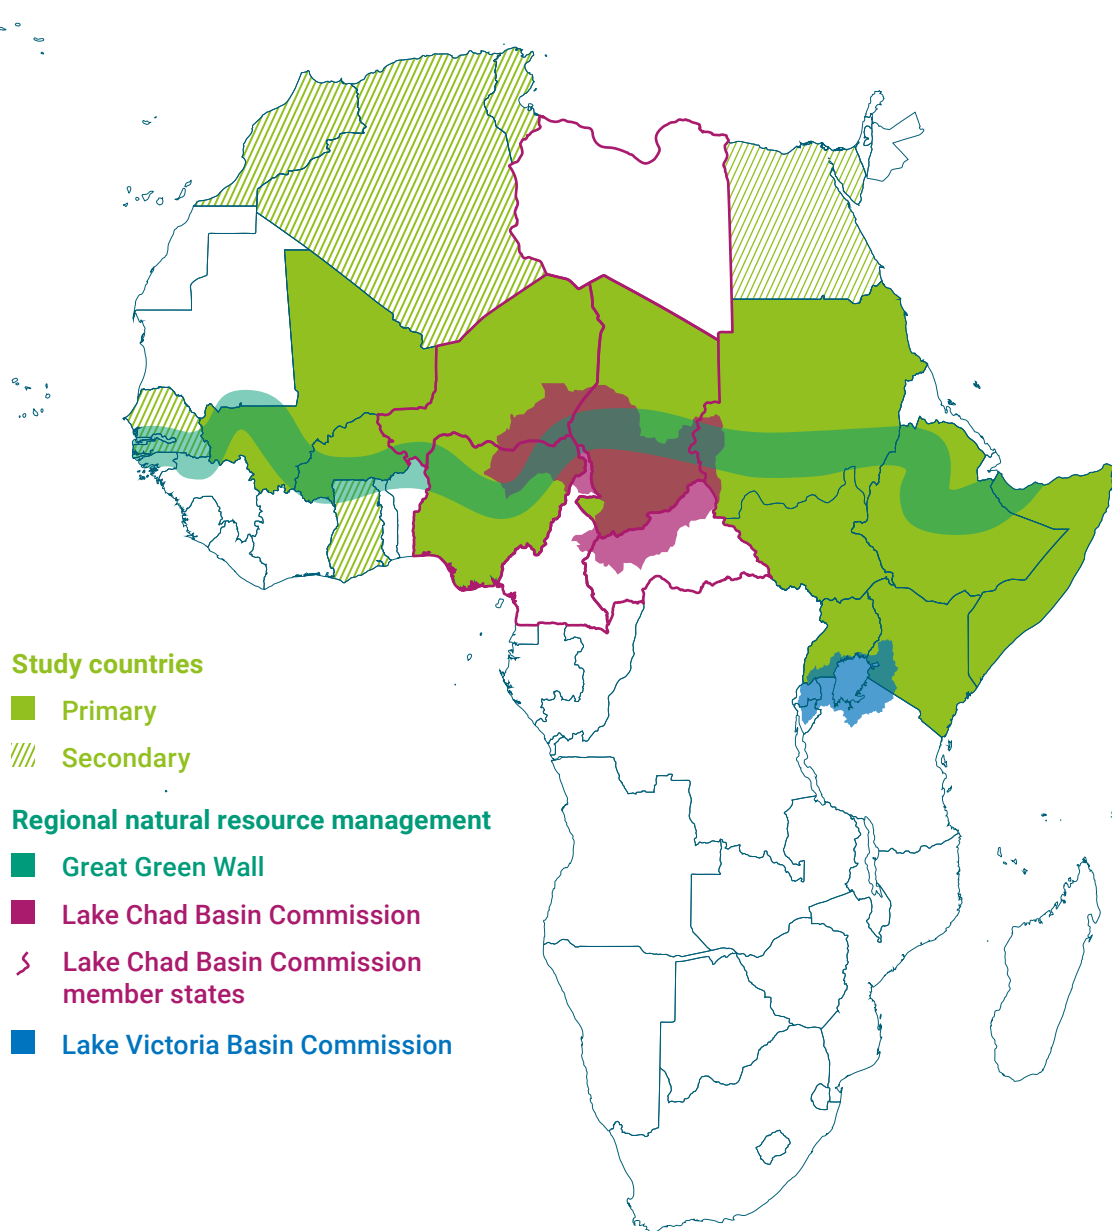 Study countries
Primary
Secondary
Regional natural resource management
Great Green Wall
Lake Chad Basin Commission
Lake Chad Basin Commission
member states
Lake Victoria Basin Commission